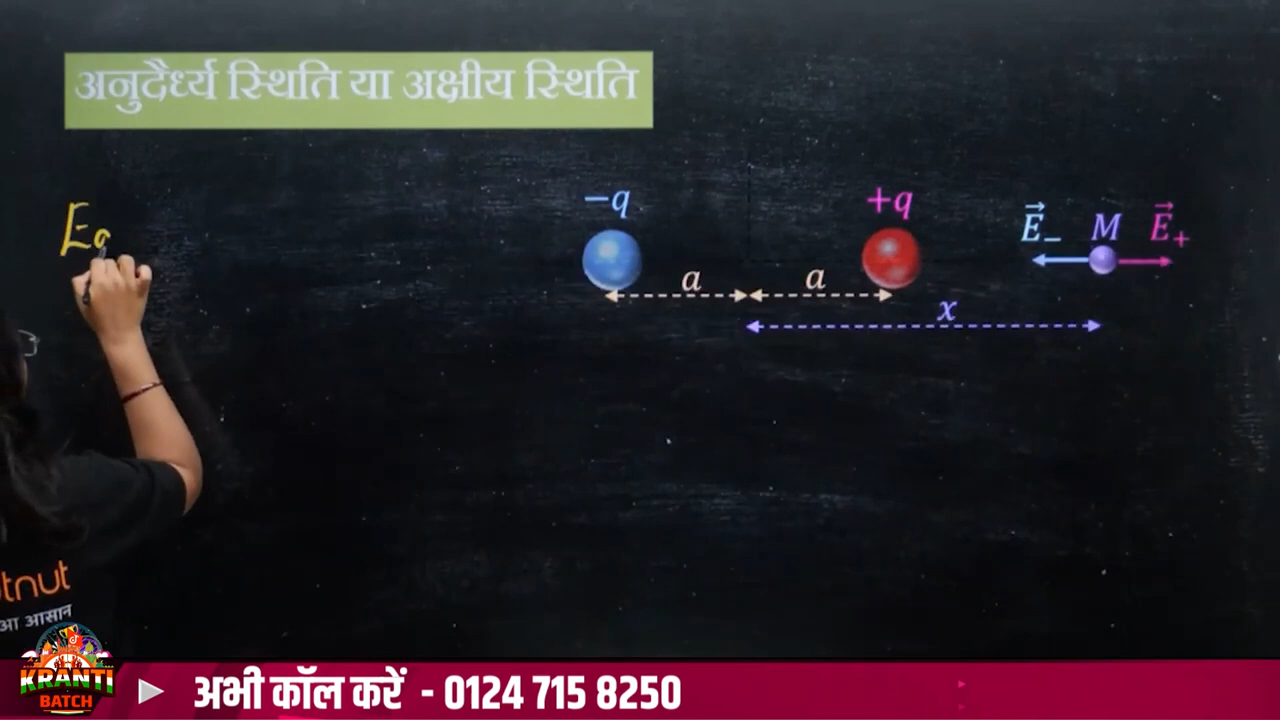 अनुदैर्ध्य स्थिति या अक्षीय स्थिति
−q +q
E⃗₋ M E⃗₊
Ea
a a
x
tnut
आ आसान
KRANTI
BATCH
अभी कॉल करें - 0124 715 8250